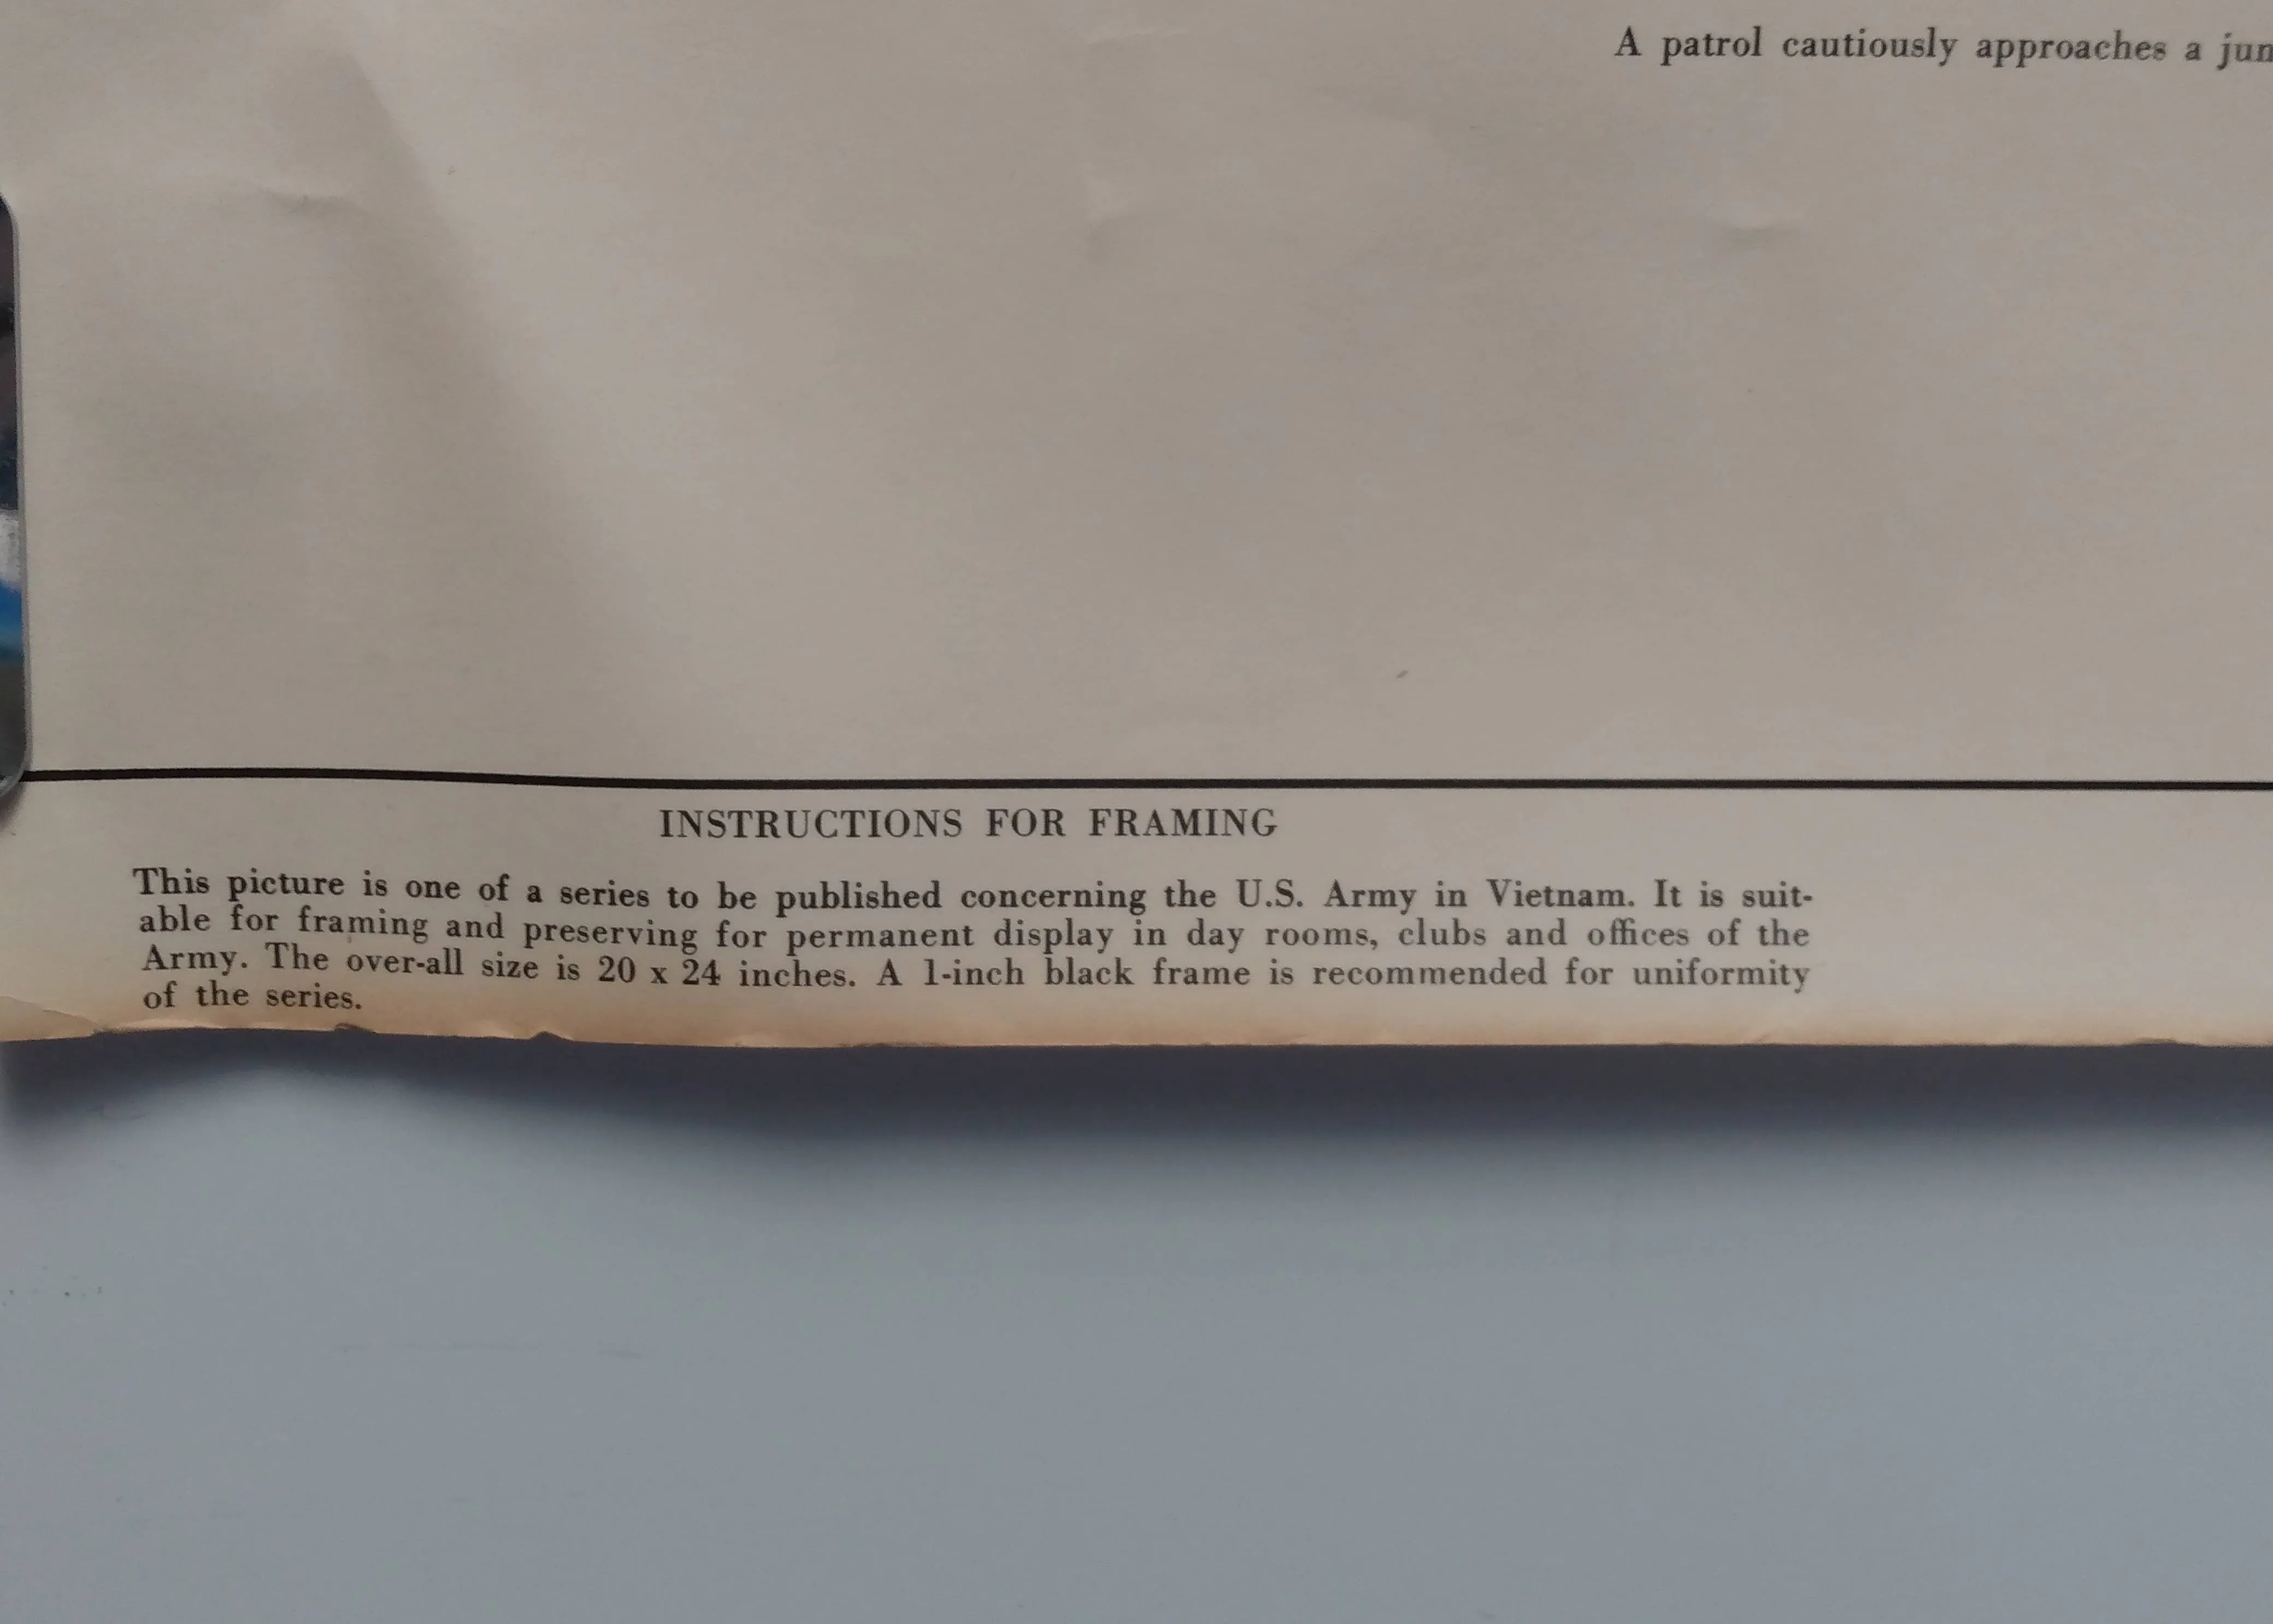 A patrol cautiously approaches a jun
INSTRUCTIONS FOR FRAMING
This picture is one of a series to be published concerning the U.S. Army in Vietnam. It is suit-
able for framing and preserving for permanent display in day rooms, clubs and offices of the
Army. The over-all size is 20 x 24 inches. A 1-inch black frame is recommended for uniformity
of the series.